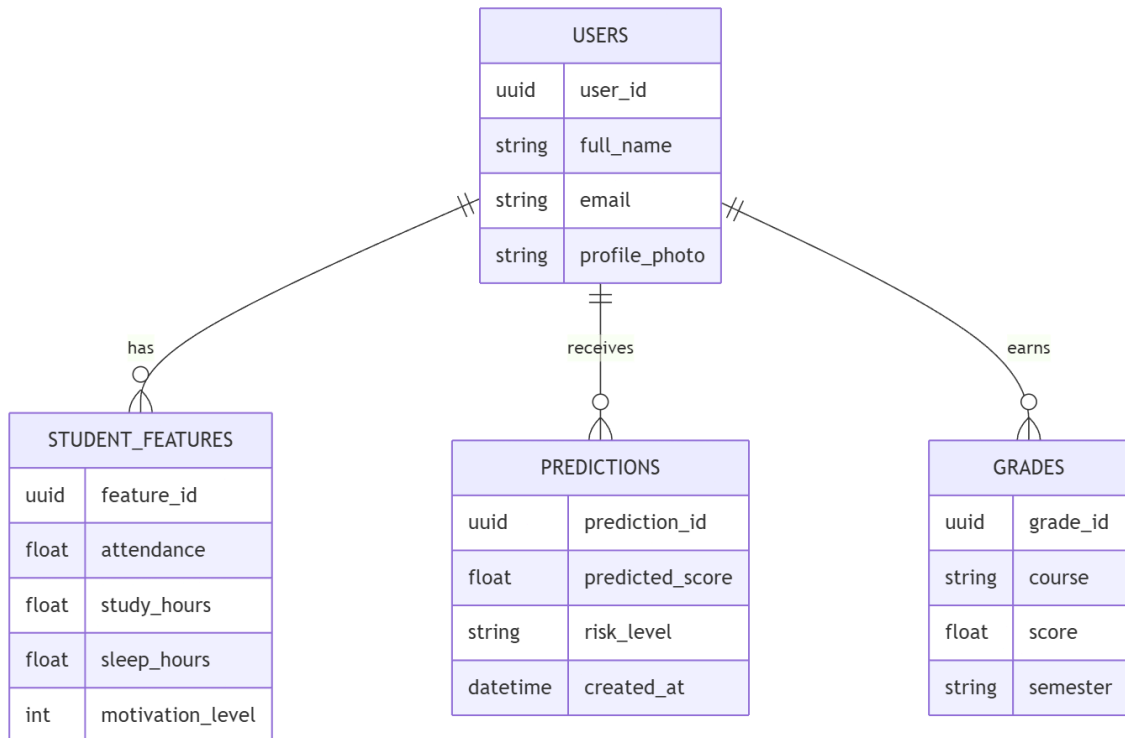 USERS
uuid user_id
string full_name
string email
string profile_photo
has
receives
earns
STUDENT_FEATURES
uuid feature_id
float attendance
float study_hours
float sleep_hours
int motivation_level
PREDICTIONS
uuid prediction_id
float predicted_score
string risk_level
datetime created_at
GRADES
uuid grade_id
string course
float score
string semester